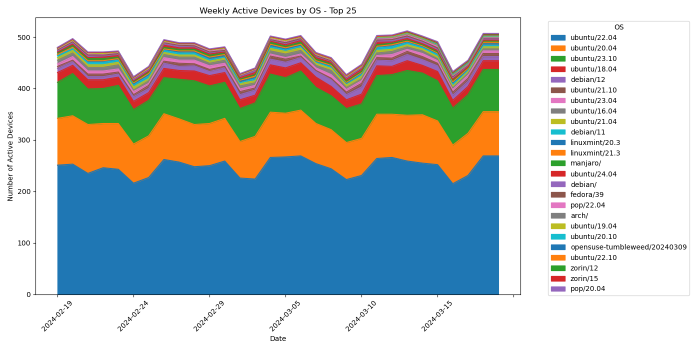 Weekly Active Devices by OS - Top 25
Number of Active Devices
500
400
300
200
100
0
2024-02-19
2024-02-24
2024-02-29
2024-03-05
2024-03-10
2024-03-15
Date
OS
ubuntu/22.04
ubuntu/20.04
ubuntu/23.10
ubuntu/18.04
debian/12
ubuntu/21.10
ubuntu/23.04
ubuntu/16.04
ubuntu/21.04
debian/11
linuxmint/20.3
linuxmint/21.3
manjaro/
ubuntu/24.04
debian/
fedora/39
pop/22.04
arch/
ubuntu/19.04
ubuntu/20.10
opensuse-tumbleweed/20240309
ubuntu/22.10
zorin/12
zorin/15
pop/20.04